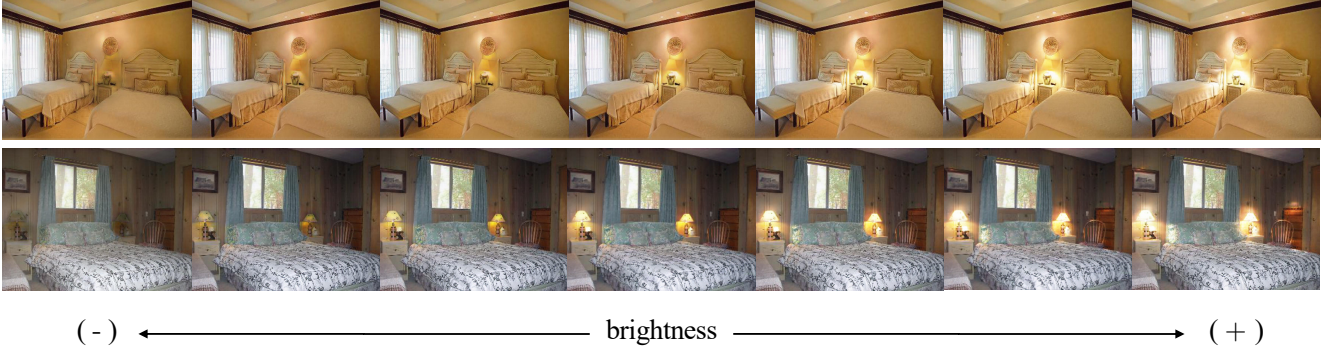 ( - ) brightness ( + )